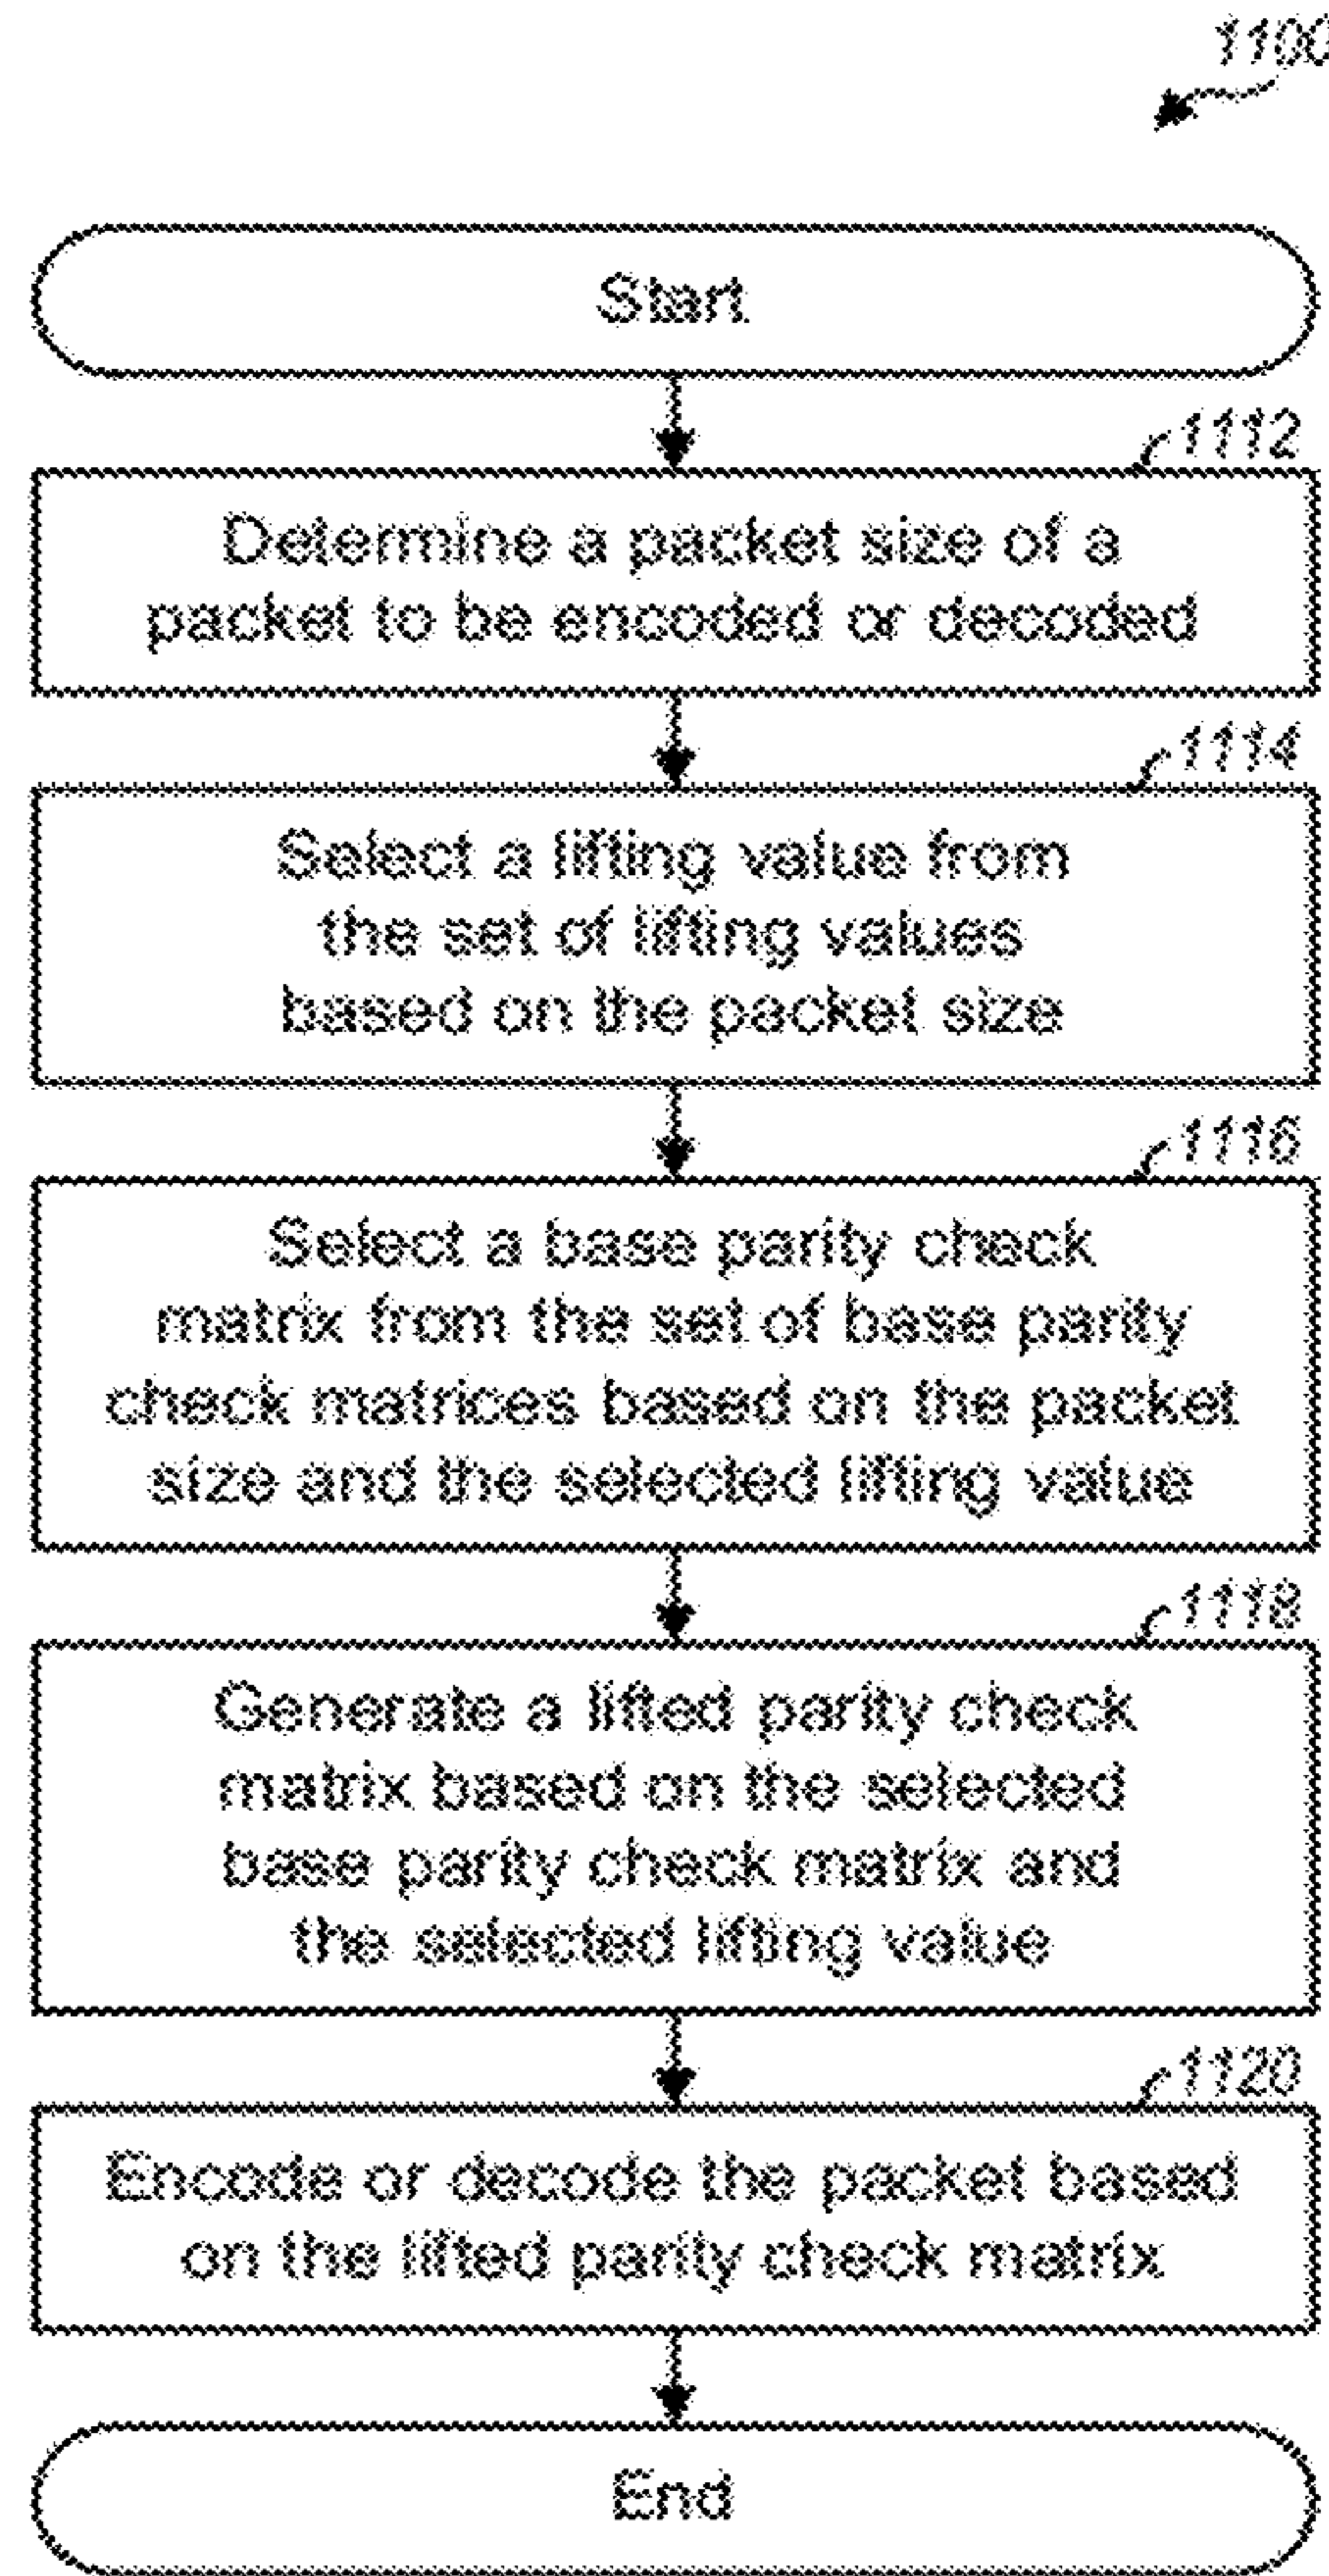 1100
Start
1112
Determine a packet size of a
packet to be encoded or decoded
1114
Select a lifting value from
the set of lifting values
based on the packet size
1116
Select a base parity check
matrix from the set of base parity
check matrices based on the packet
size and the selected lifting value
1118
Generate a lifted parity check
matrix based on the selected
base parity check matrix and
the selected lifting value
1120
Encode or decode the packet based
on the lifted parity check matrix
End